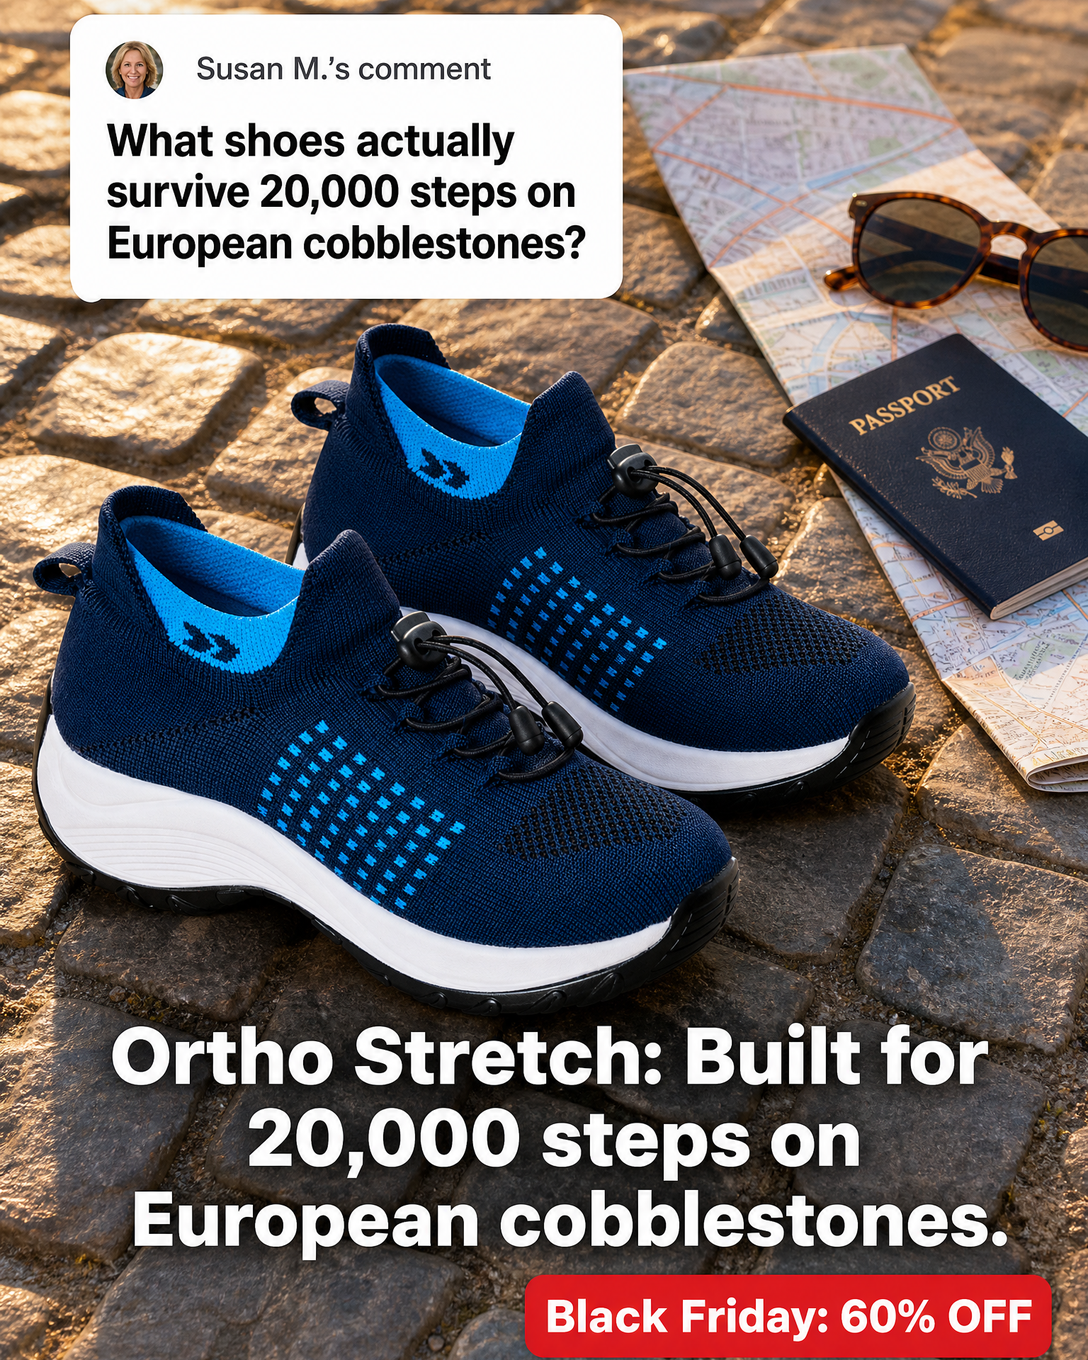 Susan M.'s comment
What shoes actually
survive 20,000 steps on
European cobblestones?
PASSPORT
Ortho Stretch: Built for
20,000 steps on
European cobblestones.
Black Friday: 60% OFF